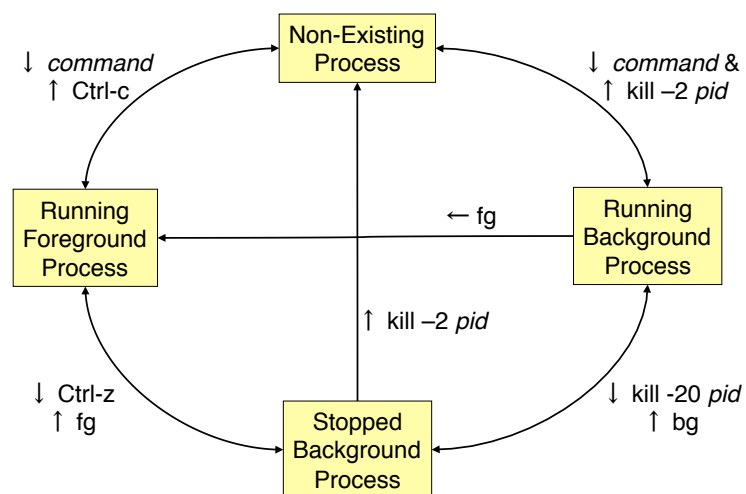 Non-Existing
Process
↓ command
↑ Ctrl-c
↓ command &
↑ kill –2 pid
Running
Foreground
Process
← fg
Running
Background
Process
↑ kill –2 pid
↓ Ctrl-z
↑ fg
Stopped
Background
Process
↓ kill -20 pid
↑ bg